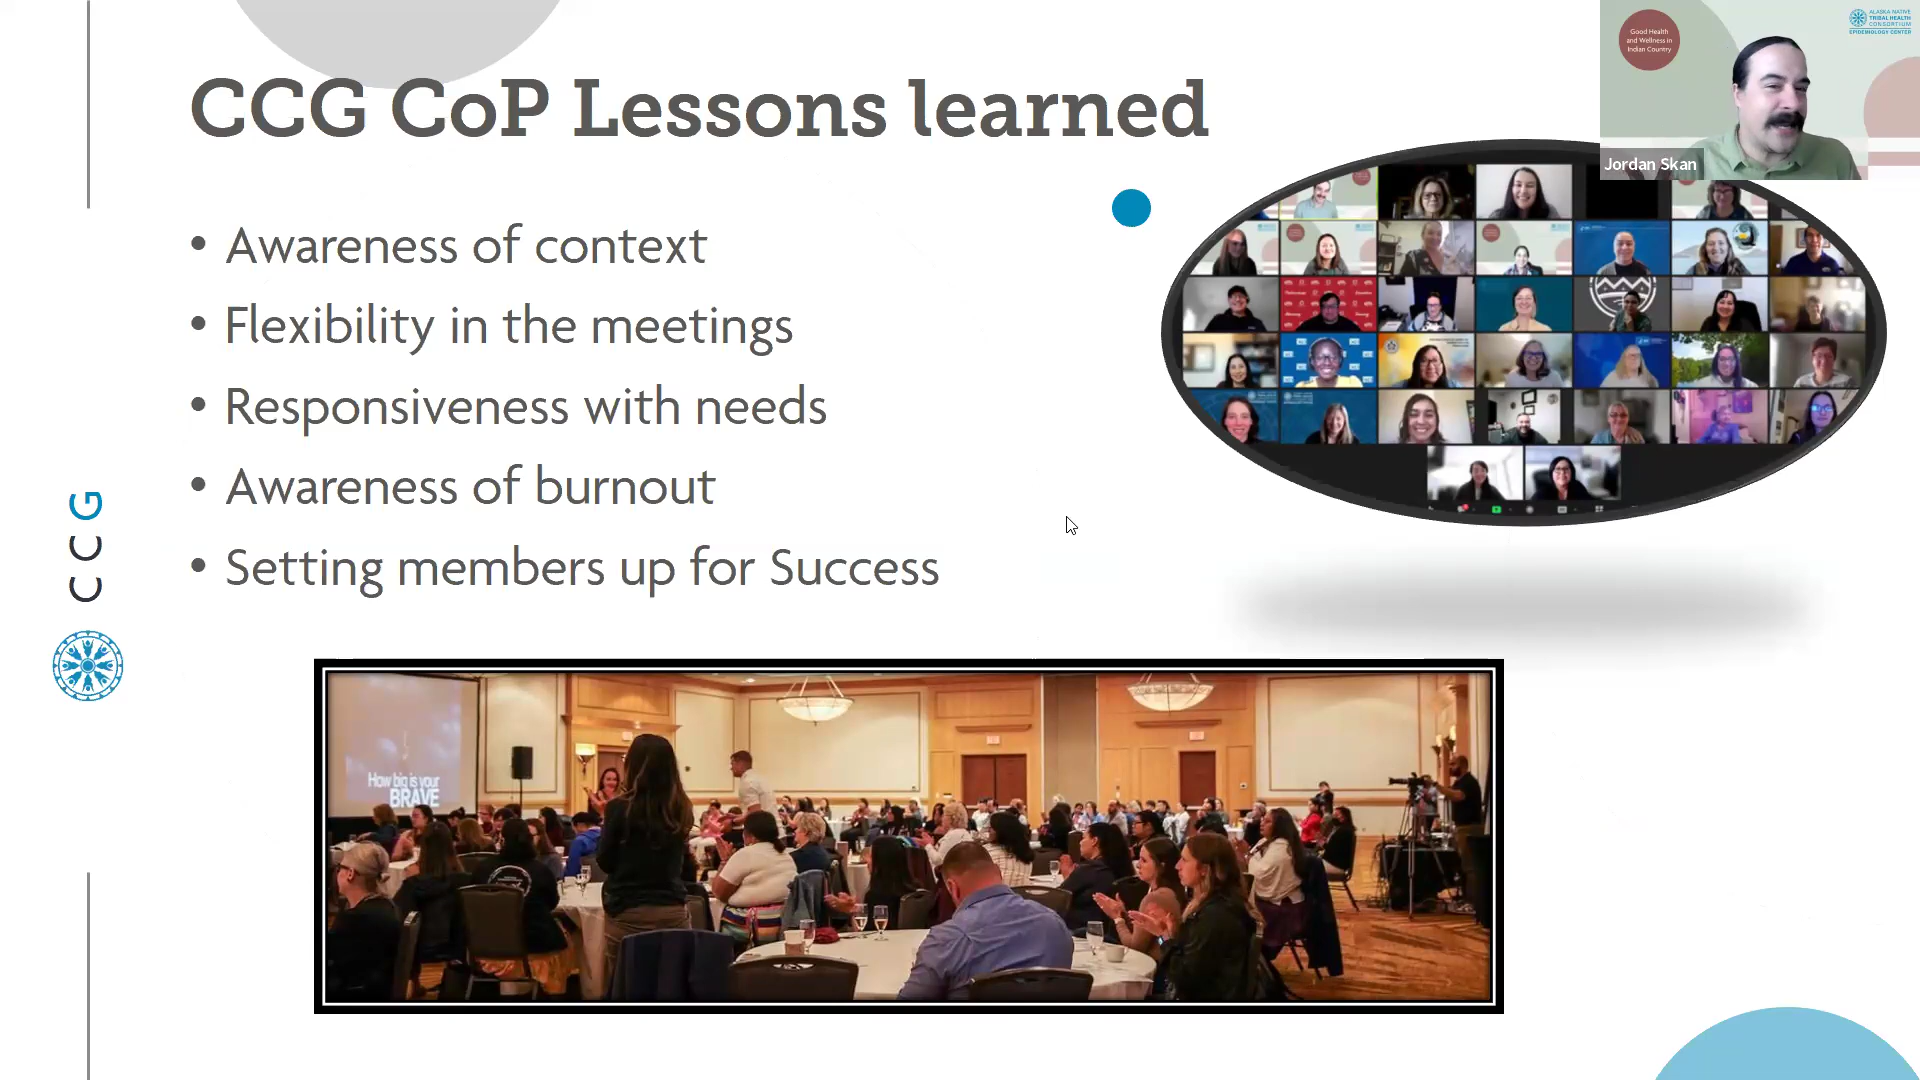 CCG CoP Lessons learned
• Awareness of context
• Flexibility in the meetings
• Responsiveness with needs
• Awareness of burnout
• Setting members up for Success
CCG
Good Health
and Wellness in
Indian Country
ALASKA NATIVE
TRIBAL HEALTH
CONSORTIUM
EPIDEMIOLOGY CENTER
Jordan Skan
How big is your
BRAVE